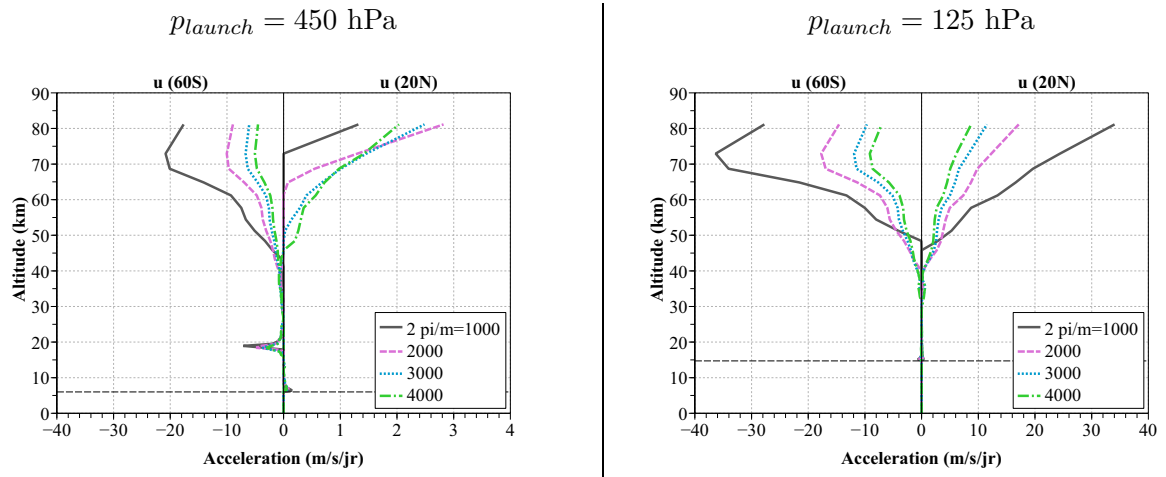 p_launch = 450 hPa
u (60S) u (20N)
90
80
70
60
50
40
30
20
10
0
Altitude (km)
2 pi/m=1000
2000
3000
4000
−40 −30 −20 −10 0 1 2 3 4
Acceleration (m/s/jr)
p_launch = 125 hPa
u (60S) u (20N)
90
80
70
60
50
40
30
20
10
0
Altitude (km)
2 pi/m=1000
2000
3000
4000
−40 −30 −20 −10 0 10 20 30 40
Acceleration (m/s/jr)